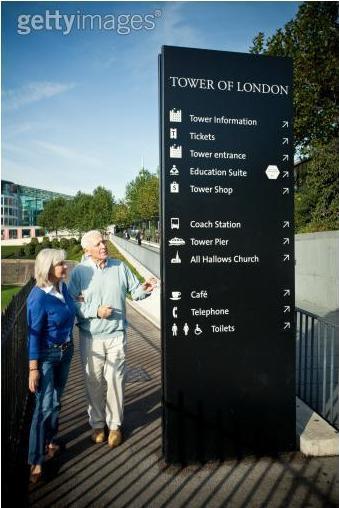 gettyimages®
TOWER OF LONDON
Tower Information
Tickets
Tower entrance
Education Suite
Tower Shop
Coach Station
Tower Pier
All Hallows Church
Café
Telephone
Toilets